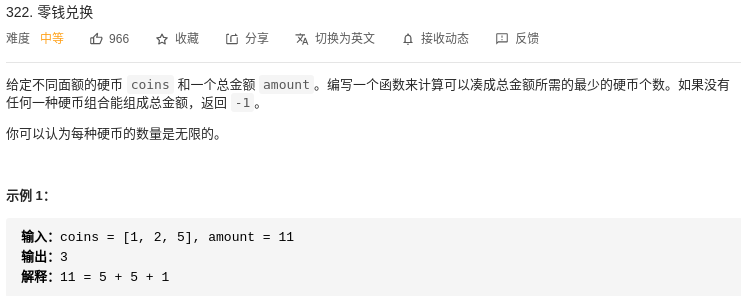 322. 零钱兑换
难度 中等 966 收藏 分享 切换为英文 接收动态 反馈
给定不同面额的硬币 coins 和一个总金额 amount。编写一个函数来计算可以凑成总金额所需的最少的硬币个数。如果没有
任何一种硬币组合能组成总金额，返回 -1。
你可以认为每种硬币的数量是无限的。
示例 1：
输入：coins = [1, 2, 5], amount = 11
输出：3
解释：11 = 5 + 5 + 1